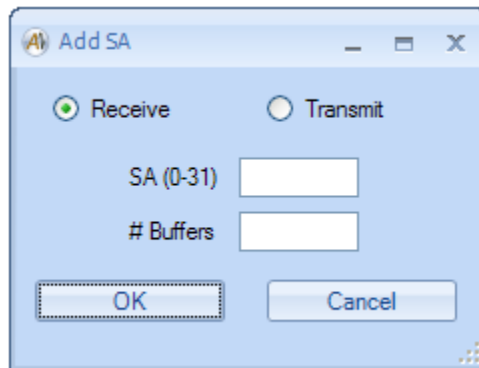 Add SA
Receive Transmit
SA (0-31)
# Buffers
OK Cancel